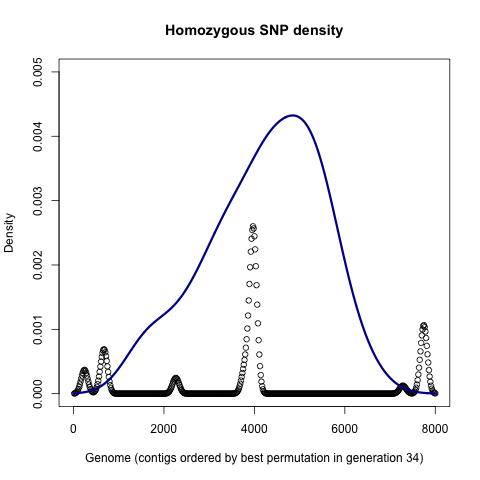 Homozygous SNP density
0.005
0.004
0.003
0.002
0.001
0.000
Density
0 2000 4000 6000 8000
Genome (contigs ordered by best permutation in generation 34)